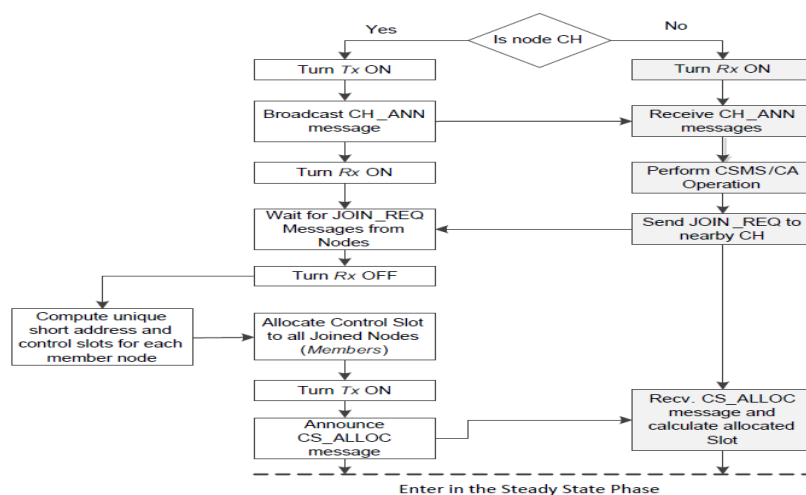 Yes
Is node CH
No
Turn Tx ON
Turn Rx ON
Broadcast CH_ANN
message
Receive CH_ANN
messages
Turn Rx ON
Perform CSMS/CA
Operation
Wait for JOIN_REQ
Messages from
Nodes
Send JOIN_REQ to
nearby CH
Turn Rx OFF
Compute unique
short address and
control slots for each
member node
Allocate Control Slot
to all Joined Nodes
(Members)
Turn Tx ON
Announce
CS_ALLOC
message
Recv. CS_ALLOC
message and
calculate allocated
Slot
Enter in the Steady State Phase